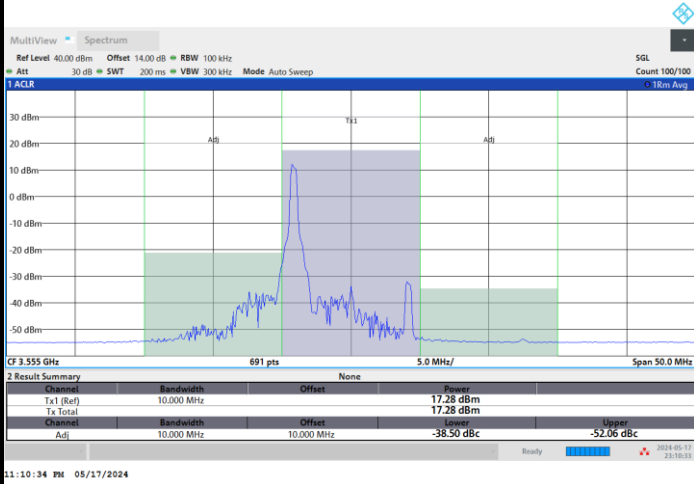 MultiView Spectrum
Ref Level 40.00 dBm Offset 14.00 dB RBW 100 kHz SGL
Att 30 dB SWT 200 ms VBW 300 kHz Mode Auto Sweep Count 100/100
1 ACLR 1Rm Avg
30 dBm
Tx1
20 dBm
Adj Adj
10 dBm
0 dBm
-10 dBm
-20 dBm
-30 dBm
-40 dBm
-50 dBm
CF 3.555 GHz 691 pts 5.0 MHz/ Span 50.0 MHz
2 Result Summary None
Channel Bandwidth Offset Power
Tx1 (Ref) 10.000 MHz 17.28 dBm
Tx Total 17.28 dBm
Channel Bandwidth Offset Lower Upper
Adj 10.000 MHz 10.000 MHz -38.50 dBc -52.06 dBc
Ready 2024-05-17
23:10:33
11:10:34 PM 05/17/2024